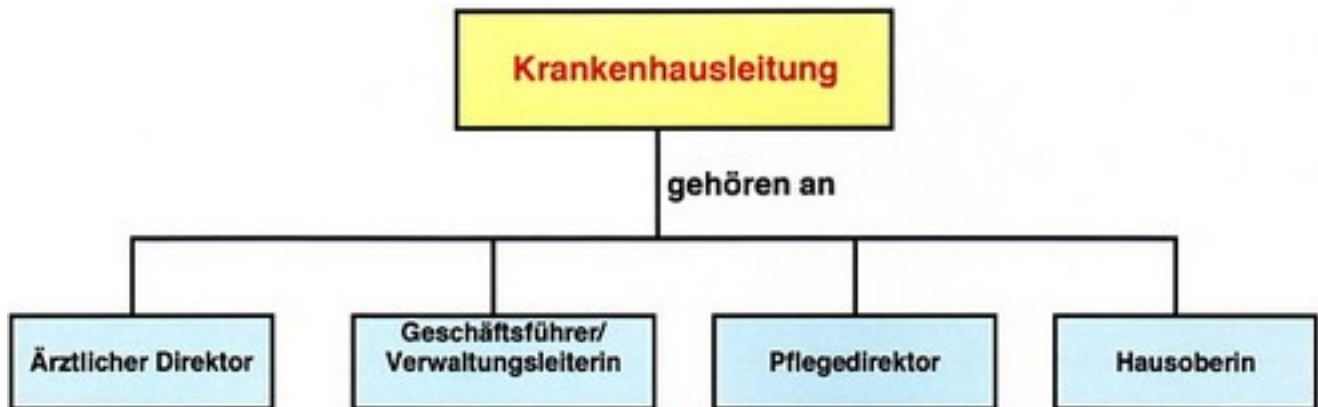 Krankenhausleitung
gehören an
Ärztlicher Direktor
Geschäftsführer/
Verwaltungsleiterin
Pflegedirektor
Hausoberin